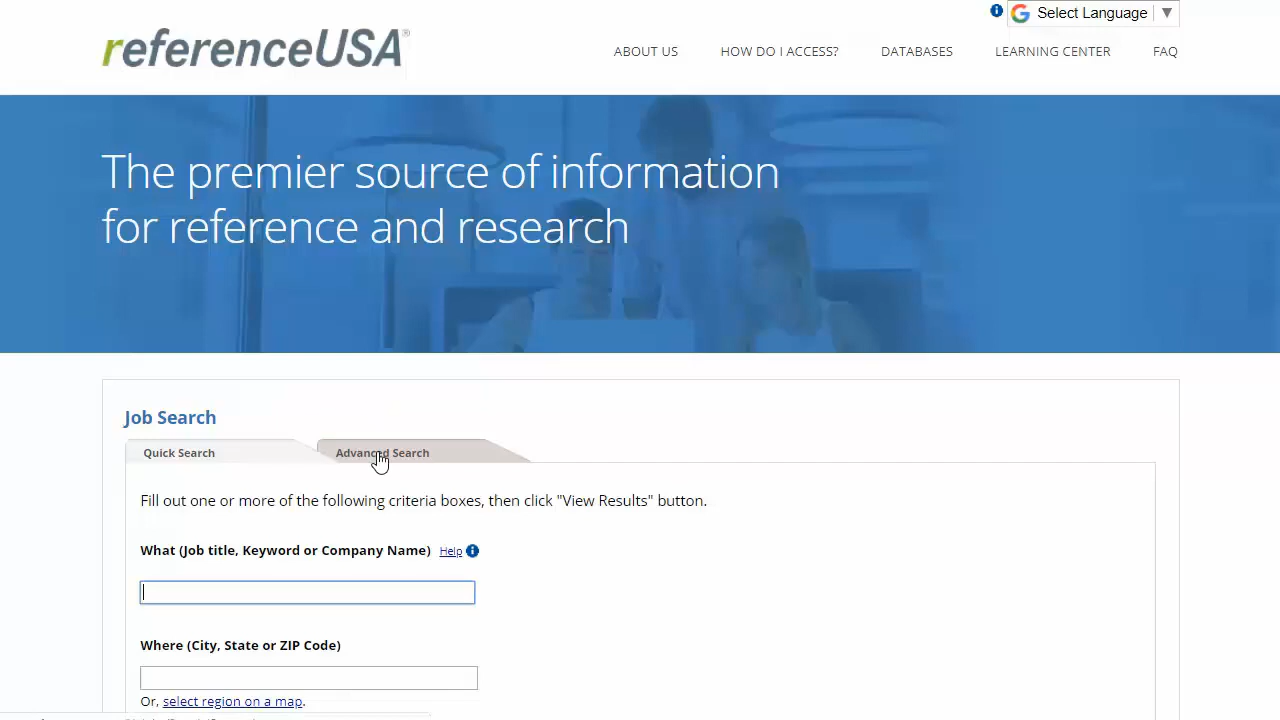 Select Language ▼
referenceUSA®
ABOUT US HOW DO I ACCESS? DATABASES LEARNING CENTER FAQ
The premier source of information
for reference and research
Job Search
Quick Search Advanced Search
Fill out one or more of the following criteria boxes, then click "View Results" button.
What (Job title, Keyword or Company Name) Help
Where (City, State or ZIP Code)
Or, select region on a map.